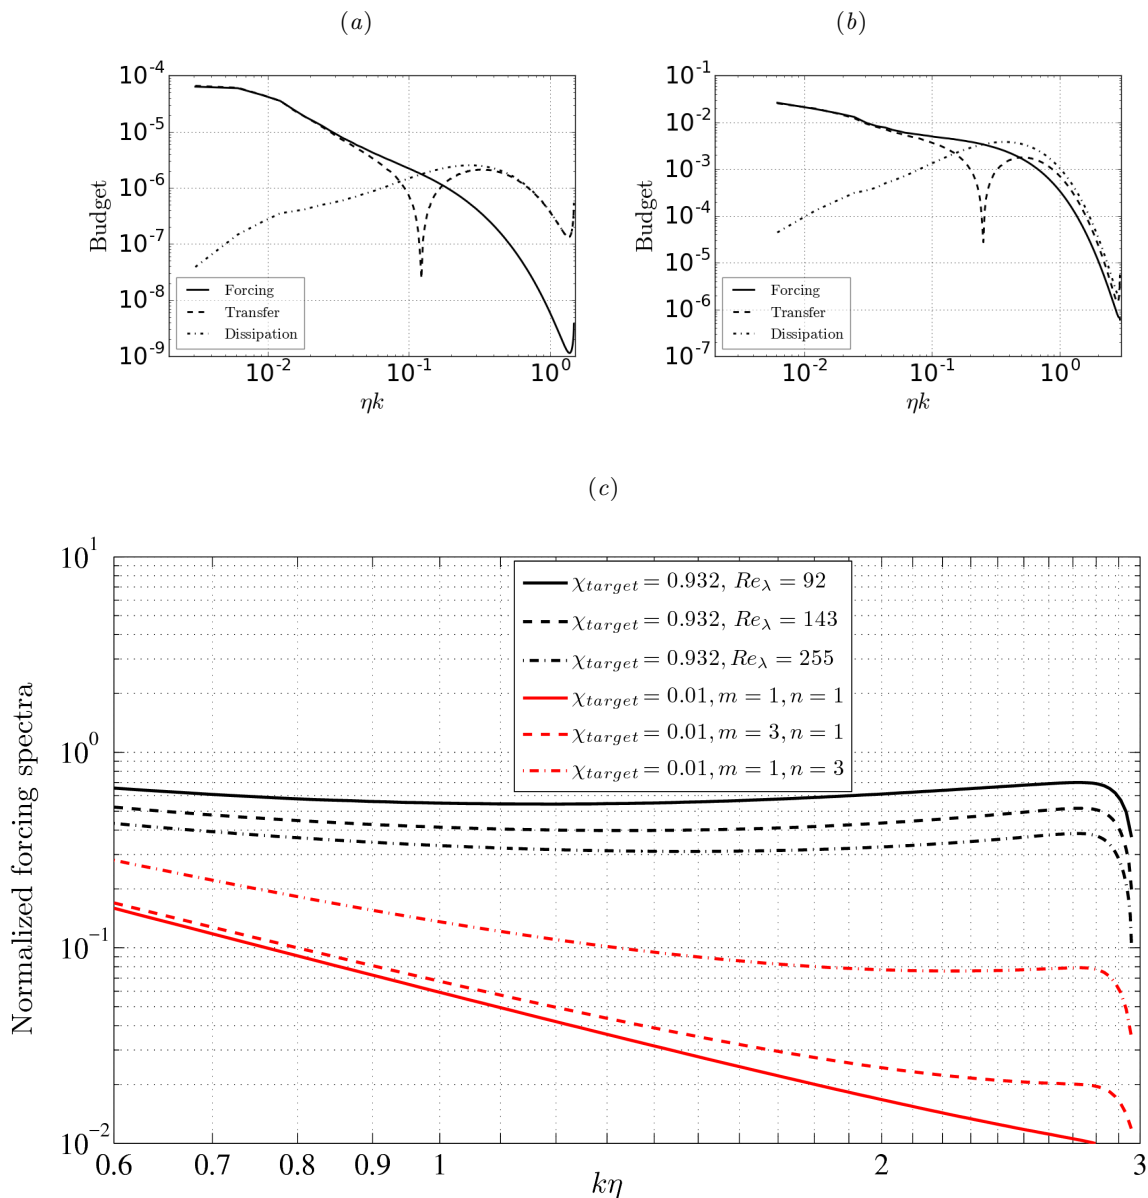 (a)
(b)
10^-4
10^-5
10^-6
10^-7
10^-8
10^-9
Budget
Forcing
Transfer
Dissipation
10^-2
10^-1
10^0
ηk
10^-1
10^-2
10^-3
10^-4
10^-5
10^-6
10^-7
Budget
Forcing
Transfer
Dissipation
10^-2
10^-1
10^0
ηk
(c)
10^1
10^0
10^-1
10^-2
Normalized forcing spectra
χ_target = 0.932, Re_λ = 92
χ_target = 0.932, Re_λ = 143
χ_target = 0.932, Re_λ = 255
χ_target = 0.01, m = 1, n = 1
χ_target = 0.01, m = 3, n = 1
χ_target = 0.01, m = 1, n = 3
0.6
0.7
0.8
0.9
1
2
3
kη